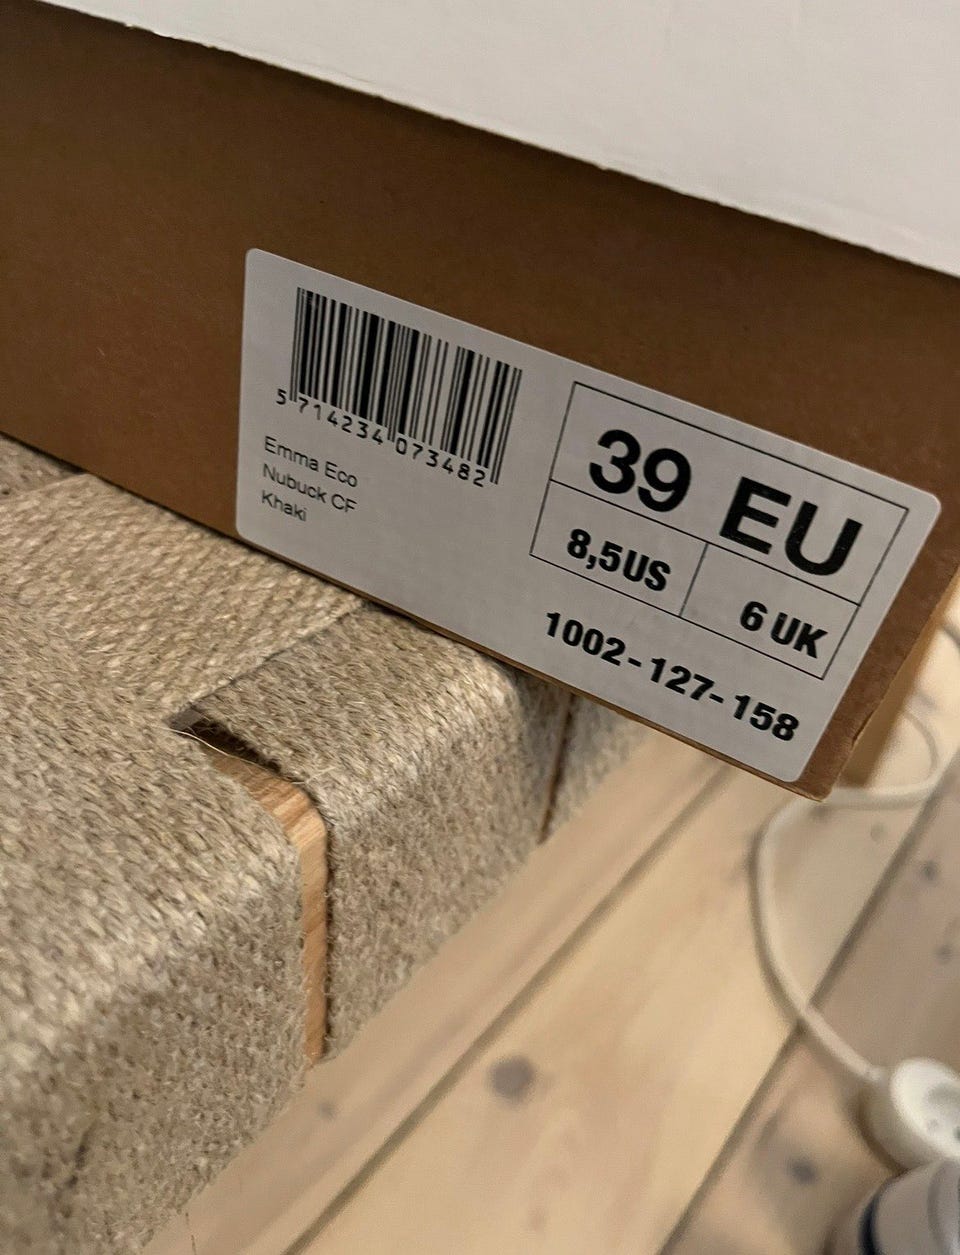 5 714234 073482
Emma Eco
Nubuck CF
Khaki
39 EU
8,5US
6 UK
1002-127-158